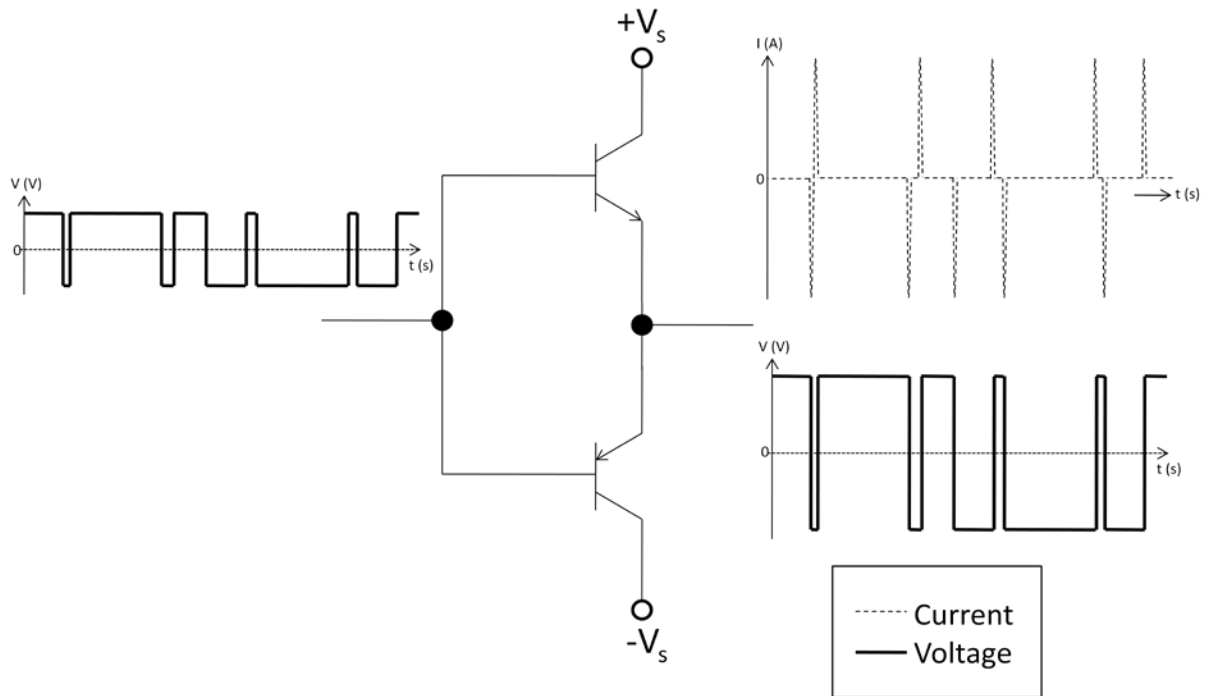 +Vs
I (A)
0
t (s)
V (V)
0
t (s)
V (V)
0
t (s)
-Vs
Current
Voltage